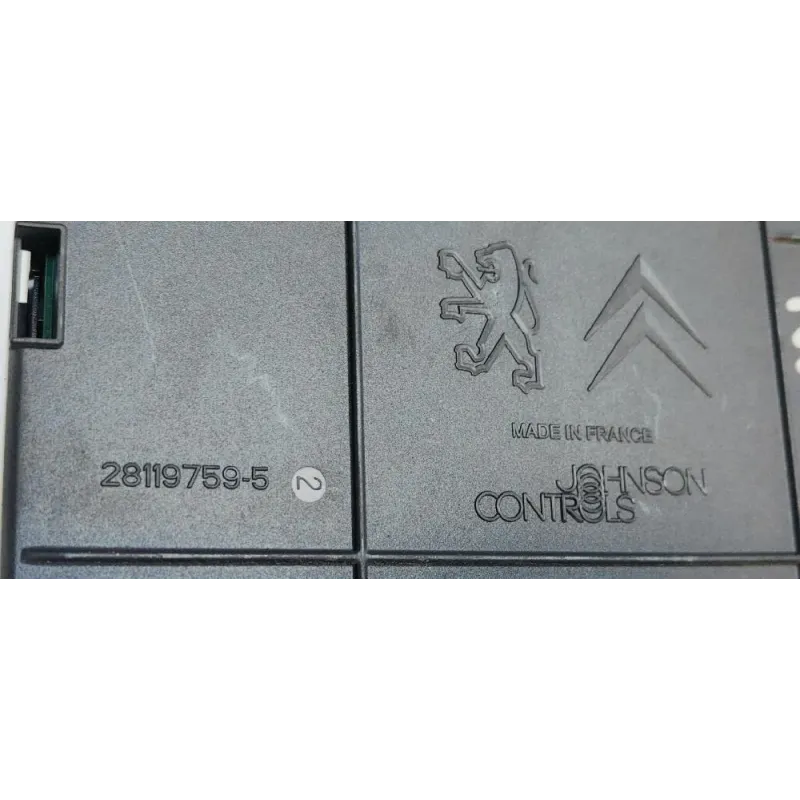 28119759-5 2
MADE IN FRANCE
JOHNSON
CONTROLS